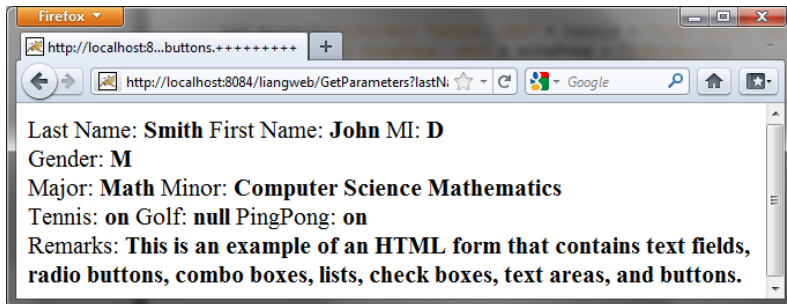 Firefox
http://localhost:8...buttons.+++++++++ +
http://localhost:8084/liangweb/GetParameters?lastNa Google
Last Name: Smith First Name: John MI: D
Gender: M
Major: Math Minor: Computer Science Mathematics
Tennis: on Golf: null PingPong: on
Remarks: This is an example of an HTML form that contains text fields,
radio buttons, combo boxes, lists, check boxes, text areas, and buttons.